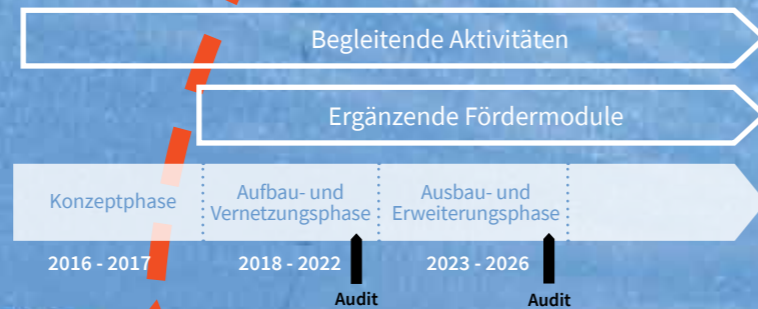 Begleitende Aktivitäten
Ergänzende Fördermodule
Konzeptphase
Aufbau- und
Vernetzungsphase
Ausbau- und
Erweiterungsphase
2016 - 2017
2018 - 2022
2023 - 2026
Audit
Audit